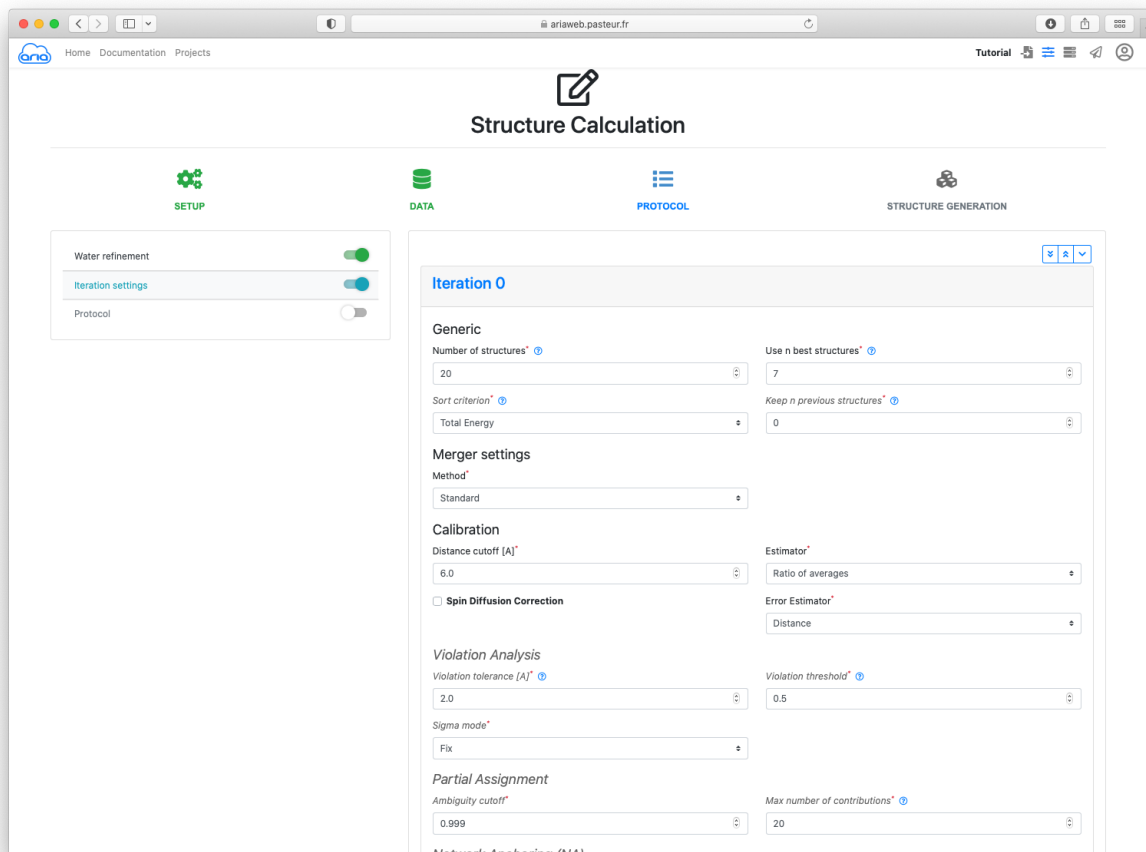 ariaweb.pasteur.fr
aria Home Documentation Projects Tutorial
Structure Calculation
SETUP DATA PROTOCOL STRUCTURE GENERATION
Water refinement
Iteration settings
Protocol
Iteration 0
Generic
Number of structures* ? Use n best structures* ?
20 7
Sort criterion* ? Keep n previous structures* ?
Total Energy 0
Merger settings
Method*
Standard
Calibration
Distance cutoff [A]* Estimator*
6.0 Ratio of averages
Spin Diffusion Correction Error Estimator*
Distance
Violation Analysis
Violation tolerance [A]* ? Violation threshold* ?
2.0 0.5
Sigma mode*
Fix
Partial Assignment
Ambiguity cutoff* Max number of contributions* ?
0.999 20
Network Anchoring (NA)